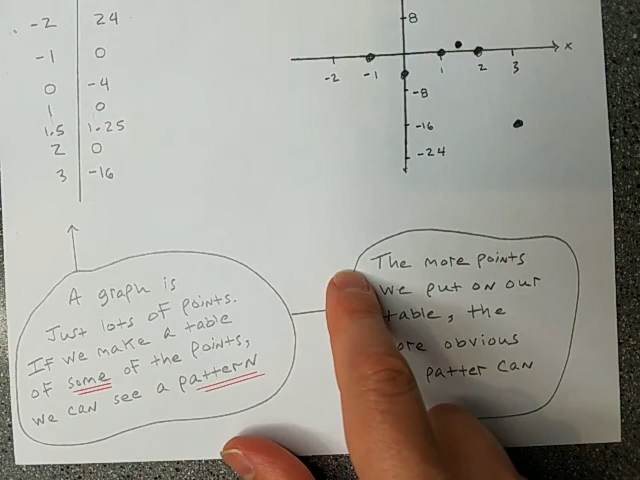 -2 24
-1 0
0 -4
1 0
1.5 1.25
2 0
3 -16
8
x
-2 -1 1 2 3
-8
-16
-24
A graph is
Just lots of points.
If we make a table
of some of the points,
we can see a pattern
The more points
we put on our
table, the
ore obvious
patter can